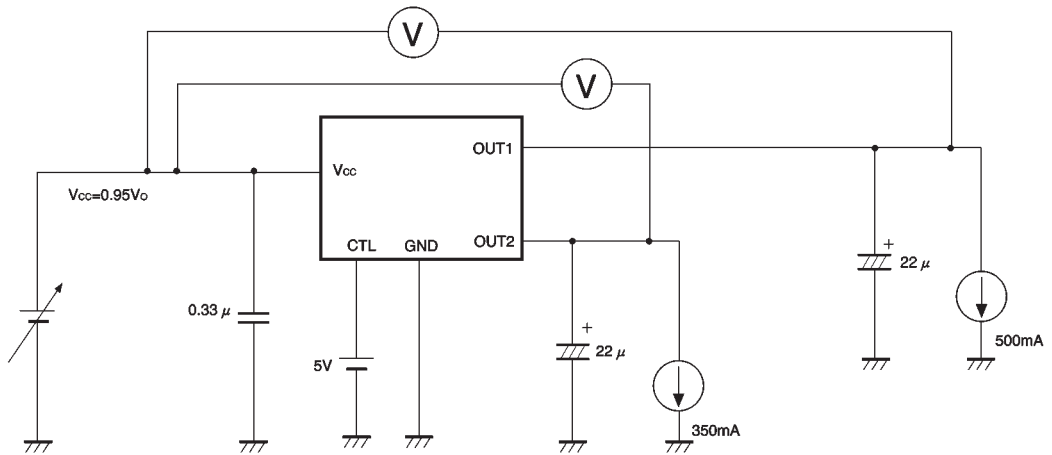 V
V
OUT1
Vcc
Vcc=0.95Vo
OUT2
CTL
GND
+
22 μ
0.33 μ
+
22 μ
5V
500mA
350mA